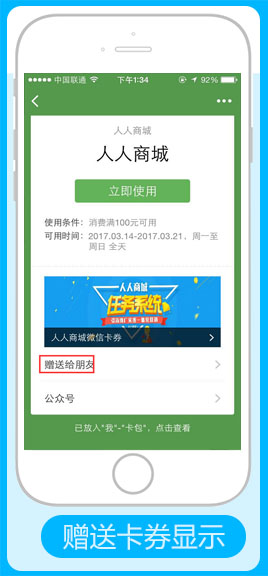 中国联通 下午1:34 92%
人人商城
人人商城
立即使用
使用条件：消费满100元可用
可用时间：2017.03.14-2017.03.21，周一至
周日 全天
人人商城
任务系统
人人商城微信卡券
赠送给朋友
公众号
已放入"我"-"卡包"，点击查看
赠送卡券显示